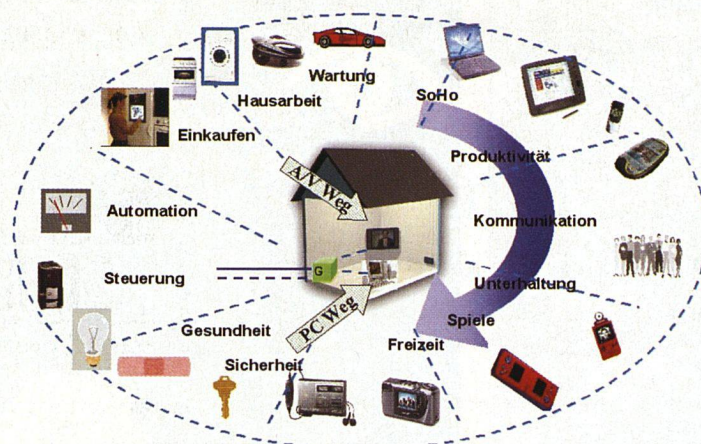 Wartung
SoHo
Hausarbeit
Einkaufen
Produktivität
A/V Weg
Automation
Kommunikation
Steuerung
G
Unterhaltung
Gesundheit
PC Weg
Spiele
Sicherheit
Freizeit